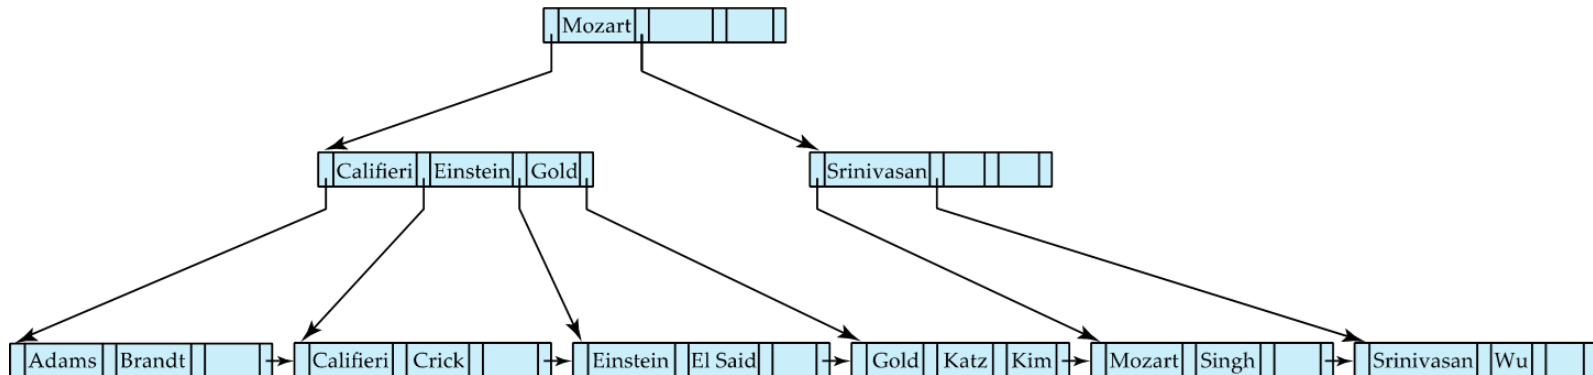 Mozart
Califieri Einstein Gold Srinivasan
Adams Brandt Califieri Crick Einstein El Said Gold Katz Kim Mozart Singh Srinivasan Wu